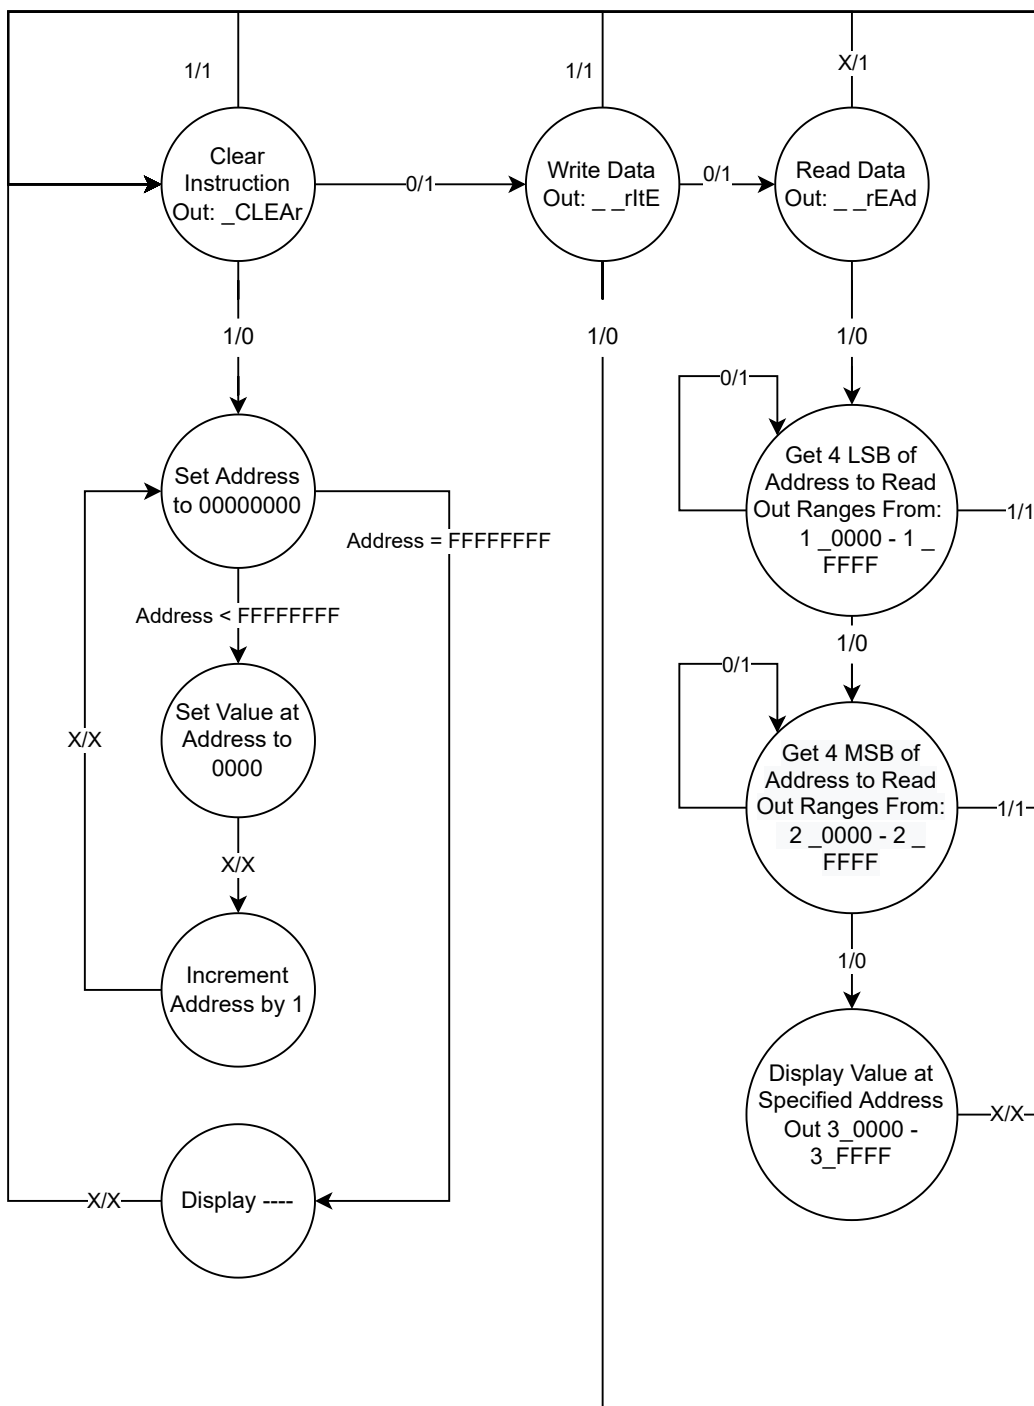 1/1
1/1
X/1
Clear
Instruction
Out: _CLEAr
0/1
Write Data
Out: _ _rItE
0/1
Read Data
Out: _ _rEAd
1/0
1/0
1/0
0/1
Set Address
to 00000000
Get 4 LSB of
Address to Read
Out Ranges From:
1 _0000 - 1 _
FFFF
1/1
Address = FFFFFFFF
Address < FFFFFFFF
1/0
0/1
Set Value at
Address to
0000
X/X
Get 4 MSB of
Address to Read
Out Ranges From:
2 _0000 - 2 _
FFFF
1/1
X/X
Increment
Address by 1
1/0
Display Value at
Specified Address
Out 3_0000 -
3_FFFF
X/X
X/X
Display ----